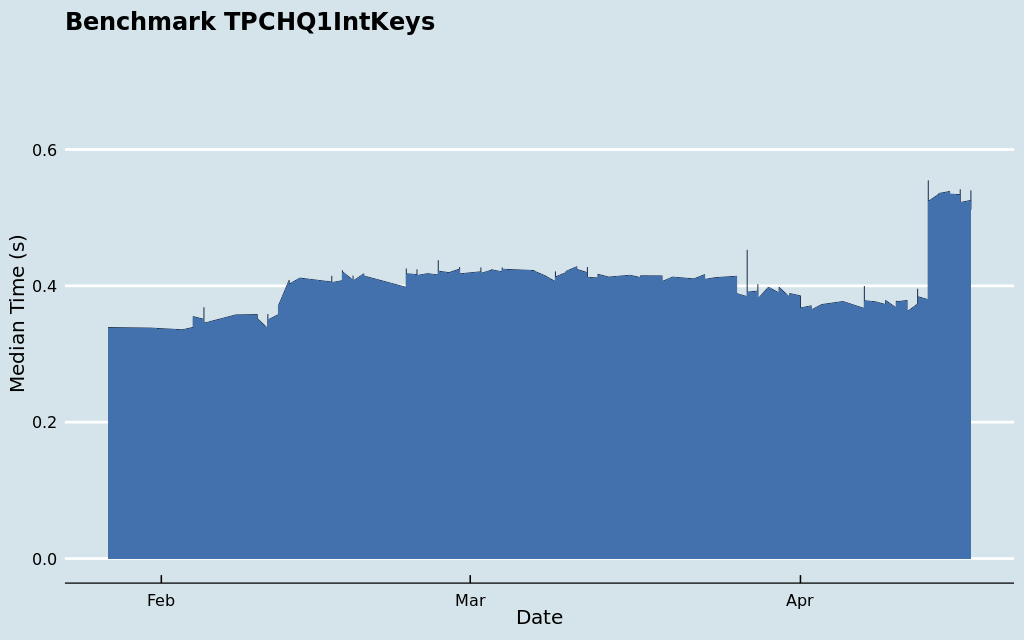 Benchmark TPCHQ1IntKeys
0.6
0.4
0.2
0.0
Median Time (s)
Feb
Mar
Apr
Date